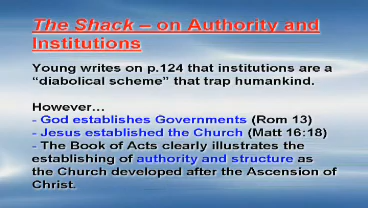 The Shack – on Authority and
Institutions
Young writes on p.124 that institutions are a
“diabolical scheme” that trap humankind.
However…
- God establishes Governments (Rom 13)
- Jesus established the Church (Matt 16:18)
- The Book of Acts clearly illustrates the
establishing of authority and structure as
the Church developed after the Ascension of
Christ.